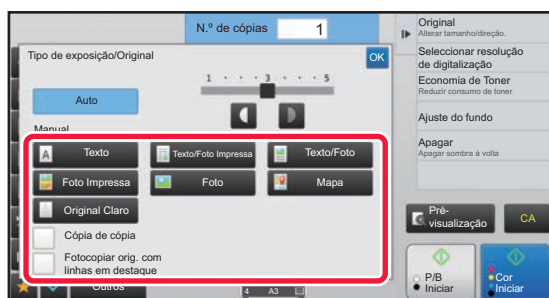 N.º de cópias 1
Tipo de exposição/Original
OK
1 · · · 3 · · · 5
Auto
Manual
A Texto
Texto/Foto Impressa
Texto/Foto
Foto Impressa
Foto
Mapa
Original Claro
Cópia de cópia
Fotocopiar orig. com
linhas em destaque
Outros
4 A3
Original
Alterar tamanho/direção.
Seleccionar resolução
de digitalização
Economia de Toner
Reduzir consumo de toner
Ajuste do fundo
Apagar
Apagar sombra à volta
Pré-
visualização
CA
P/B
Iniciar
Cor
Iniciar